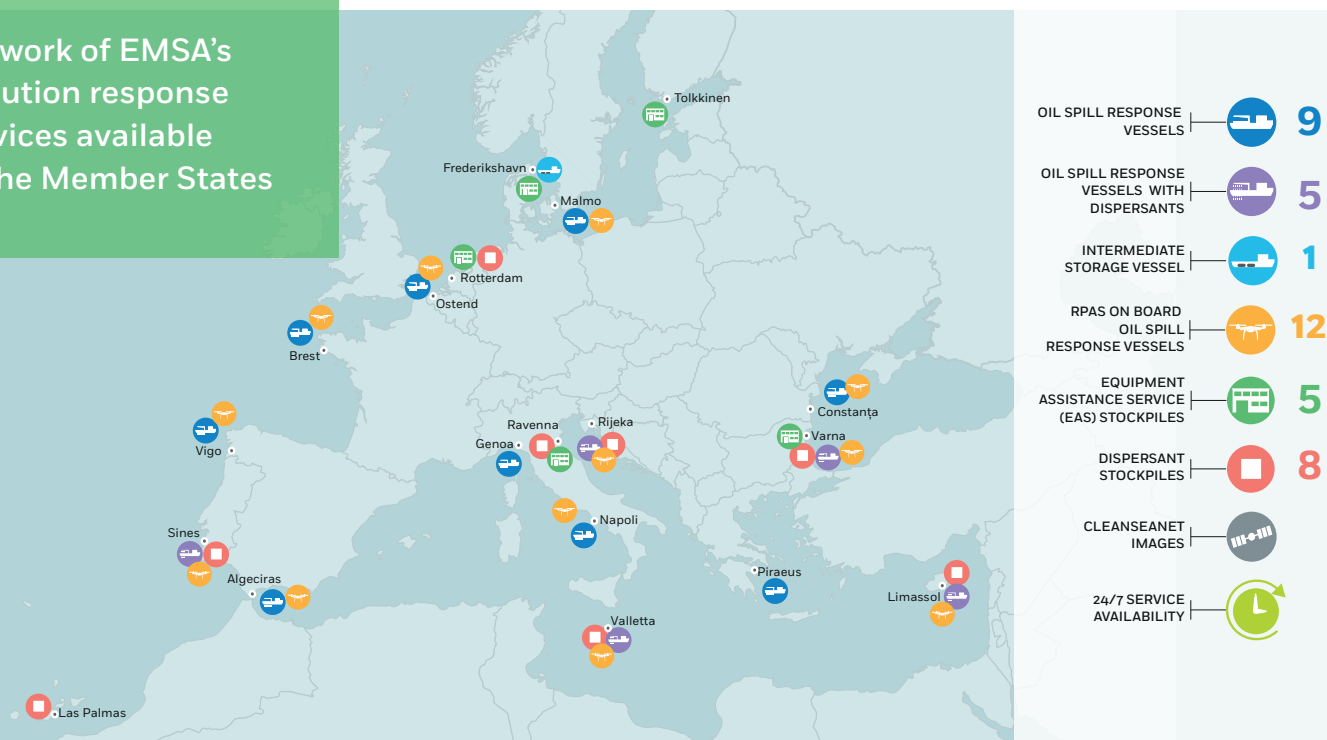 work of EMSA’s
ution response
vices available
he Member States
Tolkkinen
Frederikshavn
Malmo
Rotterdam
Ostend
Brest
Constanța
Ravenna
Rijeka
Genoa
Varna
Vigo
Napoli
Sines
Piraeus
Algeciras
Limassol
Valletta
Las Palmas
OIL SPILL RESPONSE
VESSELS
9
OIL SPILL RESPONSE
VESSELS WITH
DISPERSANTS
5
INTERMEDIATE
STORAGE VESSEL
1
RPAS ON BOARD
OIL SPILL
RESPONSE VESSELS
12
EQUIPMENT
ASSISTANCE SERVICE
(EAS) STOCKPILES
5
DISPERSANT
STOCKPILES
8
CLEANSEANET
IMAGES
24/7 SERVICE
AVAILABILITY